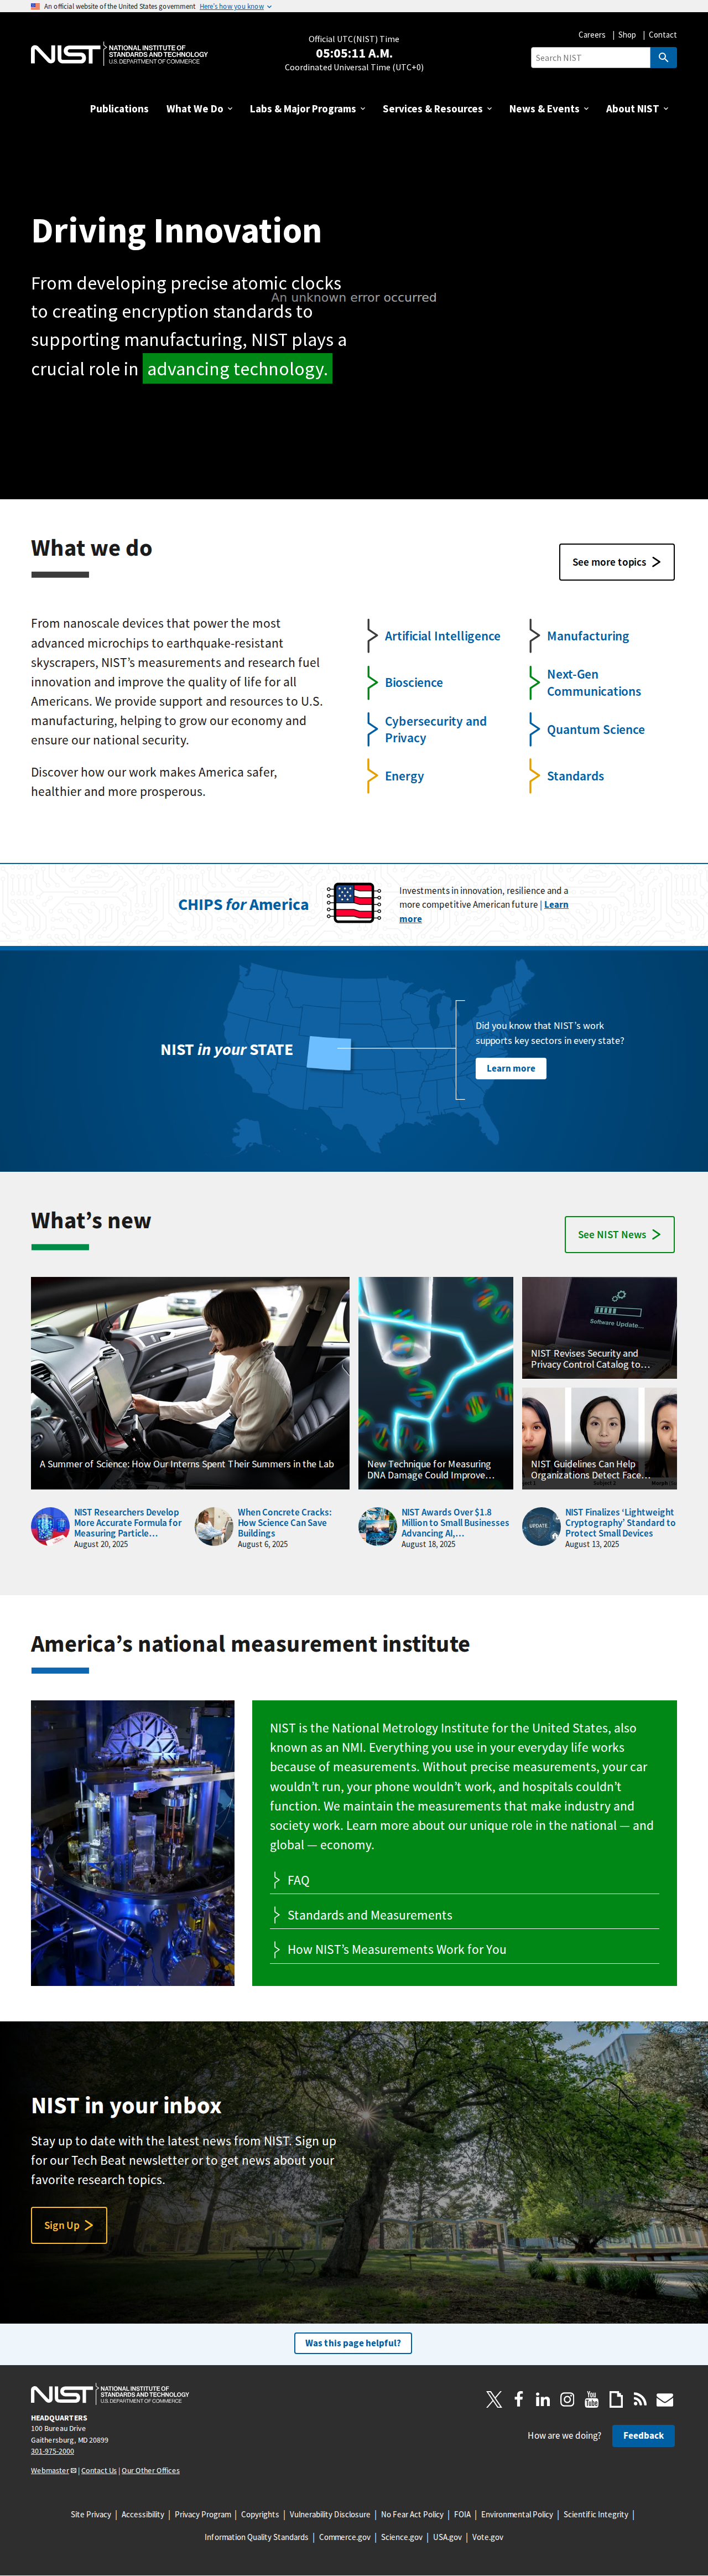 An official website of the United States government Here's how you know
NIST NATIONAL INSTITUTE OF
STANDARDS AND TECHNOLOGY
U.S. DEPARTMENT OF COMMERCE
Official UTC(NIST) Time
05:05:11 A.M.
Coordinated Universal Time (UTC+0)
Careers | Shop | Contact
Search NIST
Publications What We Do Labs & Major Programs Services & Resources News & Events About NIST
Driving Innovation
From developing precise atomic clocks
An unknown error occurred
to creating encryption standards to
supporting manufacturing, NIST plays a
crucial role in advancing technology.
What we do
See more topics
From nanoscale devices that power the most
advanced microchips to earthquake-resistant
skyscrapers, NIST's measurements and research fuel
innovation and improve the quality of life for all
Americans. We provide support and resources to U.S.
manufacturing, helping to grow our economy and
ensure our national security.
Discover how our work makes America safer,
healthier and more prosperous.
Artificial Intelligence
Manufacturing
Bioscience
Next-Gen
Communications
Cybersecurity and
Privacy
Quantum Science
Energy
Standards
CHIPS for America
Investments in innovation, resilience and a
more competitive American future | Learn
more
NIST in your STATE
Did you know that NIST's work
supports key sectors in every state?
Learn more
What's new
See NIST News
A Summer of Science: How Our Interns Spent Their Summers in the Lab
New Technique for Measuring
DNA Damage Could Improve...
Software Update...
NIST Revises Security and
Privacy Control Catalog to...
NIST Guidelines Can Help
Organizations Detect Face...
NIST Researchers Develop
More Accurate Formula for
Measuring Particle...
August 20, 2025
When Concrete Cracks:
How Science Can Save
Buildings
August 6, 2025
NIST Awards Over $1.8
Million to Small Businesses
Advancing AI,...
August 18, 2025
UPDATE
NIST Finalizes 'Lightweight
Cryptography' Standard to
Protect Small Devices
August 13, 2025
America's national measurement institute
NIST is the National Metrology Institute for the United States, also
known as an NMI. Everything you use in your everyday life works
because of measurements. Without precise measurements, your car
wouldn't run, your phone wouldn't work, and hospitals couldn't
function. We maintain the measurements that make industry and
society work. Learn more about our unique role in the national — and
global — economy.
FAQ
Standards and Measurements
How NIST's Measurements Work for You
NIST in your inbox
Stay up to date with the latest news from NIST. Sign up
for our Tech Beat newsletter or to get news about your
favorite research topics.
Sign Up
Was this page helpful?
NIST NATIONAL INSTITUTE OF
STANDARDS AND TECHNOLOGY
U.S. DEPARTMENT OF COMMERCE
HEADQUARTERS
100 Bureau Drive
Gaithersburg, MD 20899
301-975-2000
Webmaster | Contact Us | Our Other Offices
You Tube
How are we doing? Feedback
Site Privacy | Accessibility | Privacy Program | Copyrights | Vulnerability Disclosure | No Fear Act Policy | FOIA | Environmental Policy | Scientific Integrity |
Information Quality Standards | Commerce.gov | Science.gov | USA.gov | Vote.gov